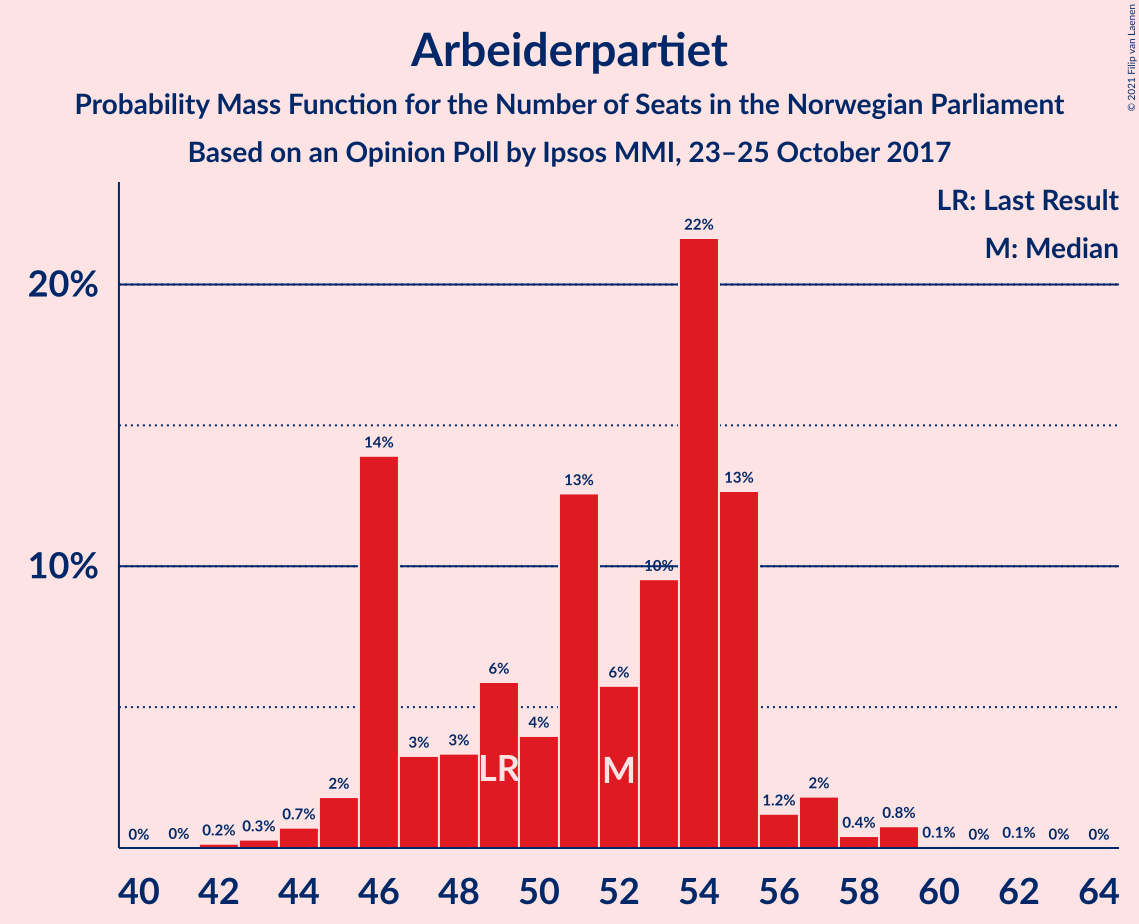 Arbeiderpartiet
Probability Mass Function for the Number of Seats in the Norwegian Parliament
Based on an Opinion Poll by Ipsos MMI, 23–25 October 2017
© 2021 Filip van Laenen
LR: Last Result
M: Median
20%
10%
0% 0% 0.2% 0.3% 0.7% 2% 14% 3% 3% 6% 4% 13% 6% 10% 22% 13% 1.2% 2% 0.4% 0.8% 0.1% 0% 0.1% 0% 0%
LR M
40 42 44 46 48 50 52 54 56 58 60 62 64